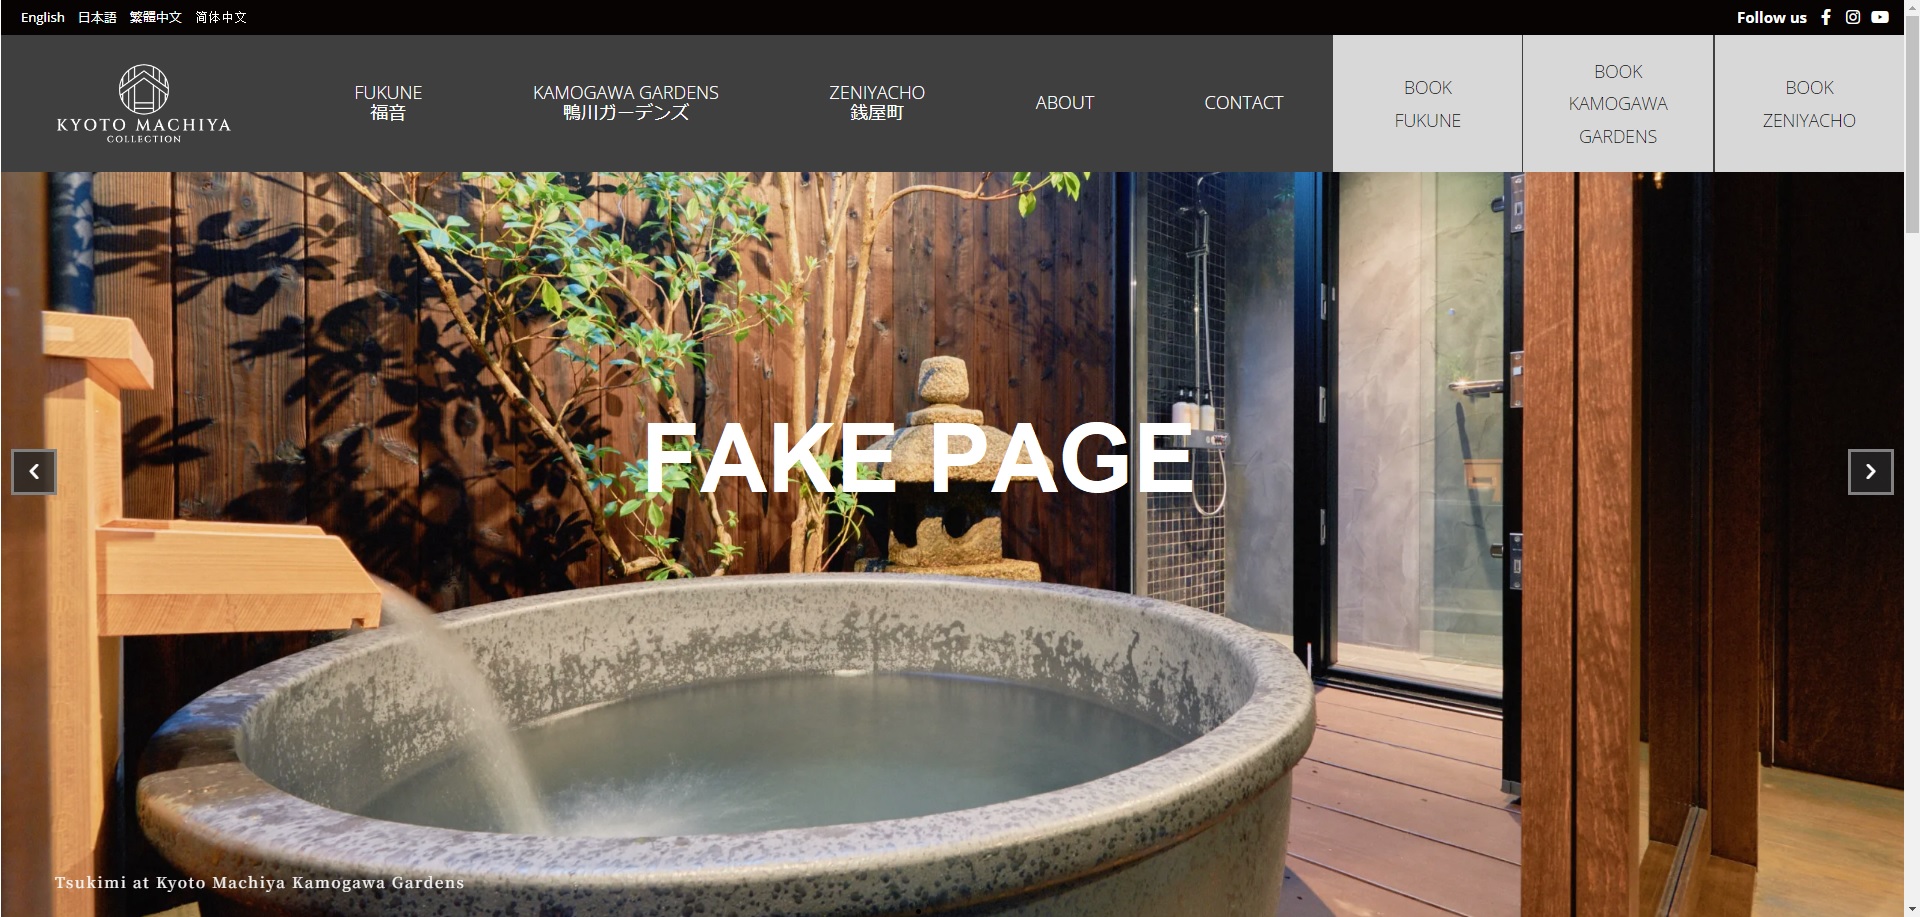 English 日本語 繁體中文 简体中文
Follow us
KYOTO MACHIYA
COLLECTION
FUKUNE
福音
KAMOGAWA GARDENS
鴨川ガーデンズ
ZENIYACHO
銭屋町
ABOUT
CONTACT
BOOK
FUKUNE
BOOK
KAMOGAWA
GARDENS
BOOK
ZENIYACHO
FAKE PAGE
Tsukimi at Kyoto Machiya Kamogawa Gardens